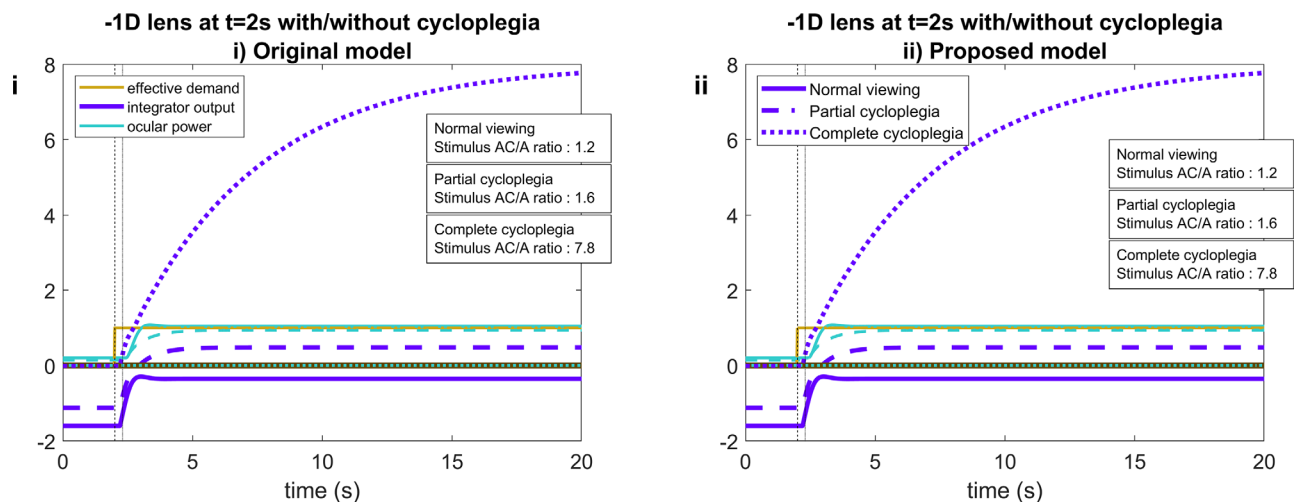 -1D lens at t=2s with/without cycloplegia
i) Original model
i
8
6
4
2
0
-2
effective demand
integrator output
ocular power
Normal viewing
Stimulus AC/A ratio : 1.2
Partial cycloplegia
Stimulus AC/A ratio : 1.6
Complete cycloplegia
Stimulus AC/A ratio : 7.8
0
5
10
15
20
time (s)
-1D lens at t=2s with/without cycloplegia
ii) Proposed model
ii
8
6
4
2
0
-2
Normal viewing
Partial cycloplegia
Complete cycloplegia
Normal viewing
Stimulus AC/A ratio : 1.2
Partial cycloplegia
Stimulus AC/A ratio : 1.6
Complete cycloplegia
Stimulus AC/A ratio : 7.8
0
5
10
15
20
time (s)